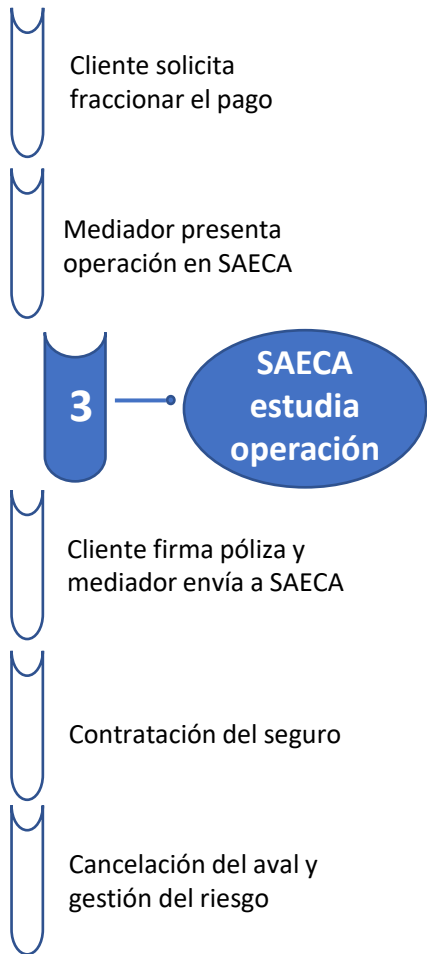 Cliente solicita
fraccionar el pago
Mediador presenta
operación en SAECA
3
SAECA
estudia
operación
Cliente firma póliza y
mediador envía a SAECA
Contratación del seguro
Cancelación del aval y
gestión del riesgo